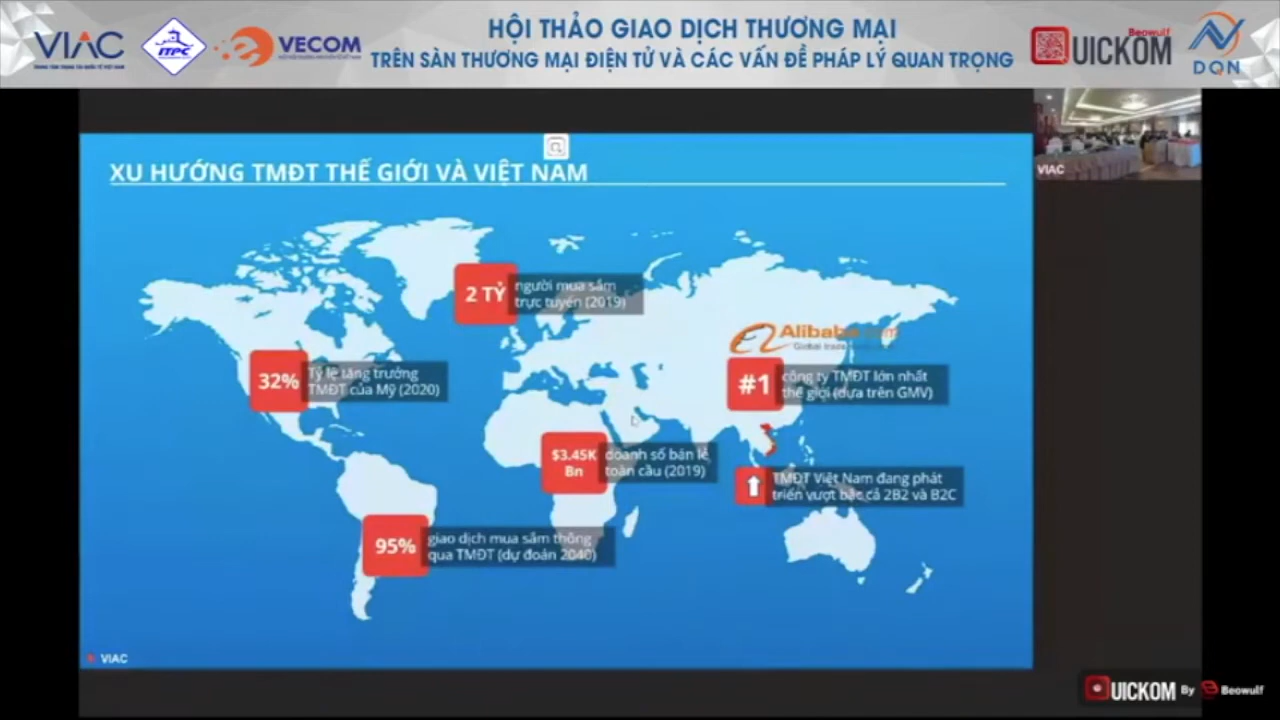 VIAC
ITPC
VECOM
HỘI THẢO GIAO DỊCH THƯƠNG MẠI
TRÊN SÀN THƯƠNG MẠI ĐIỆN TỬ VÀ CÁC VẤN ĐỀ PHÁP LÝ QUAN TRỌNG
Beowulf
QUICKOM
DQN
XU HƯỚNG TMĐT THẾ GIỚI VÀ VIỆT NAM
VIAC
2 TỶ
người mua sắm
trực tuyến (2019)
Alibaba.com
32%
Tỷ lệ tăng trưởng
TMĐT của Mỹ (2020)
#1
công ty TMĐT lớn nhất
thế giới (dựa trên GMV)
$3.45K
Bn
doanh số bán lẻ
toàn cầu (2019)
TMĐT Việt Nam đang phát
triển vượt bậc cả 2B2 và B2C
95%
giao dịch mua sắm thông
qua TMĐT (dự đoán 2040)
VIAC
QUICKOM By Beowulf